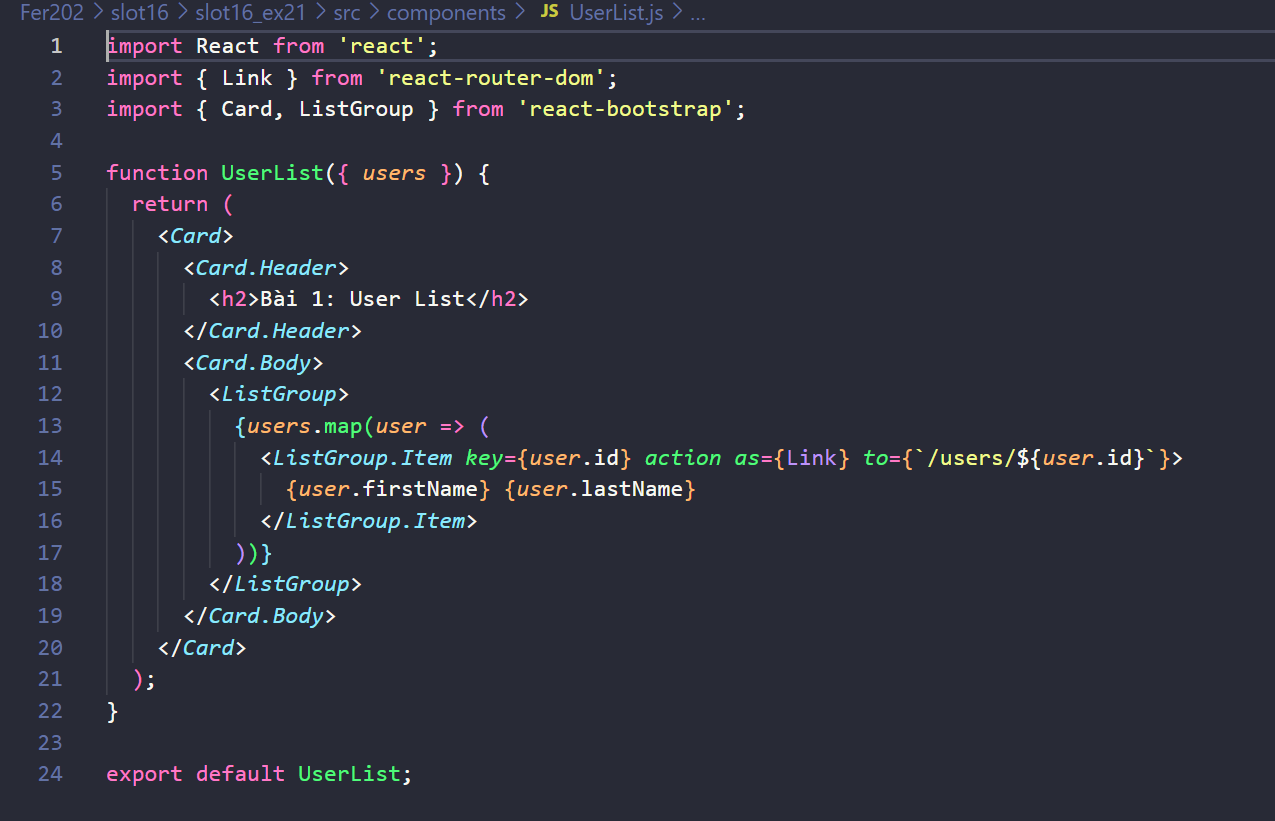 Fer202 > slot16 > slot16_ex21 > src > components > JS UserList.js > ...
1 import React from 'react';
2 import { Link } from 'react-router-dom';
3 import { Card, ListGroup } from 'react-bootstrap';
4
5 function UserList({ users }) {
6   return (
7     <Card>
8       <Card.Header>
9         <h2>Bài 1: User List</h2>
10       </Card.Header>
11       <Card.Body>
12         <ListGroup>
13           {users.map(user => (
14             <ListGroup.Item key={user.id} action as={Link} to={`/users/${user.id}`}>
15               {user.firstName} {user.lastName}
16             </ListGroup.Item>
17           ))}
18         </ListGroup>
19       </Card.Body>
20     </Card>
21   );
22 }
23
24 export default UserList;